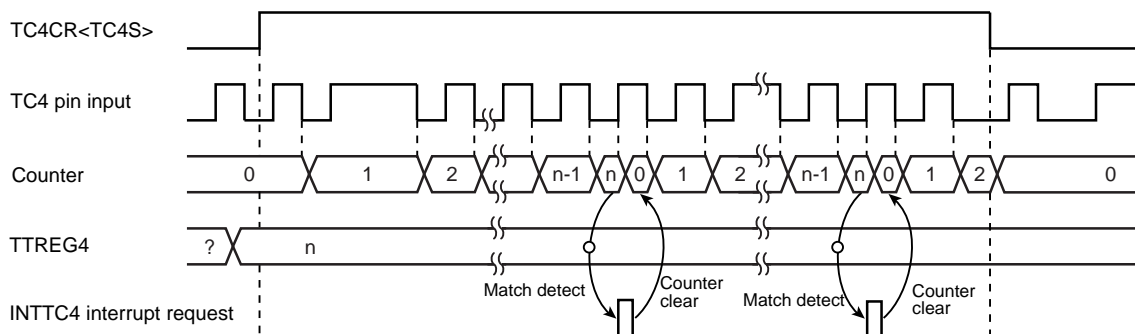 TC4CR<TC4S>
TC4 pin input
Counter 0 1 2 n-1 n 0 1 2 n-1 n 0 1 2 0
TTREG4 ? n
Match detect Counter clear Match detect Counter clear
INTTC4 interrupt request